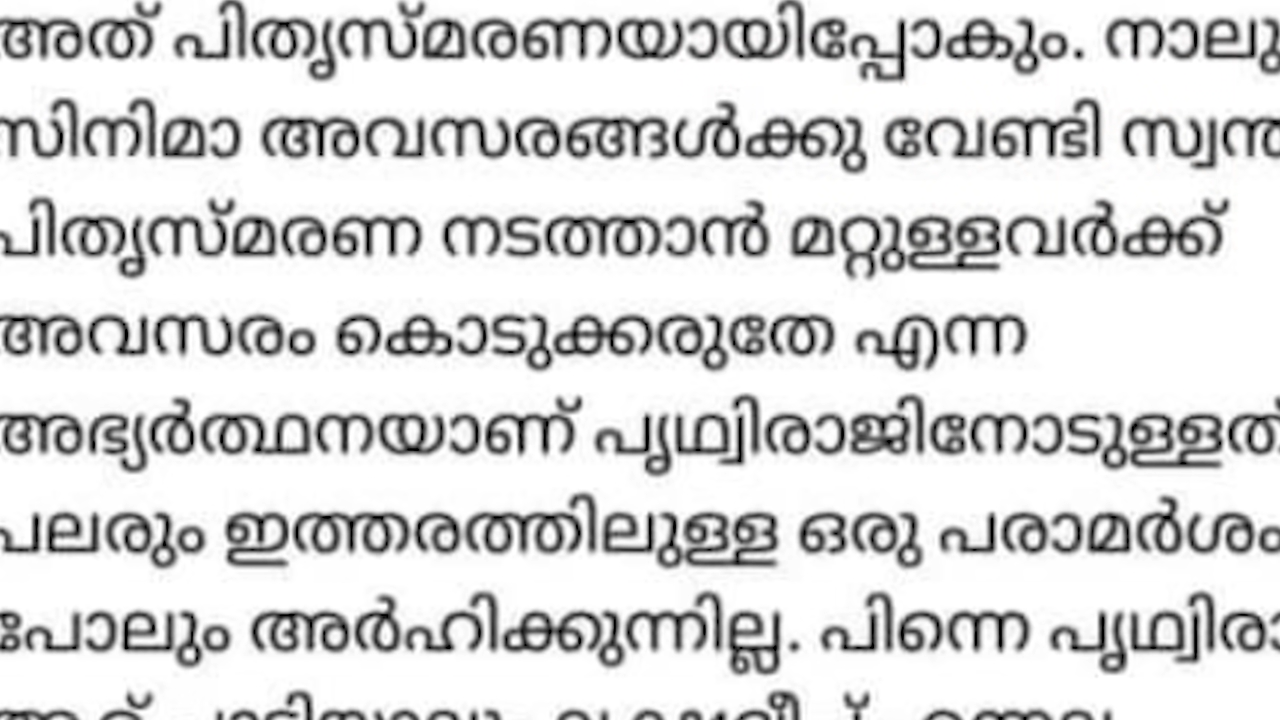 അത് പിതൃസ്മരണയായിപ്പോകും. നാലു
സിനിമാ അവസരങ്ങൾക്കു വേണ്ടി സ്വന്ത
പിതൃസ്മരണ നടത്താൻ മറ്റുള്ളവർക്ക്
അവസരം കൊടുക്കരുതേ എന്ന
അഭ്യർത്ഥനയാണ് പൃഥ്വിരാജിനോടുള്ളത്
പലരും ഇത്തരത്തിലുള്ള ഒരു പരാമർശം
പോലും അർഹിക്കുന്നില്ല. പിന്നെ പൃഥ്വിരാ